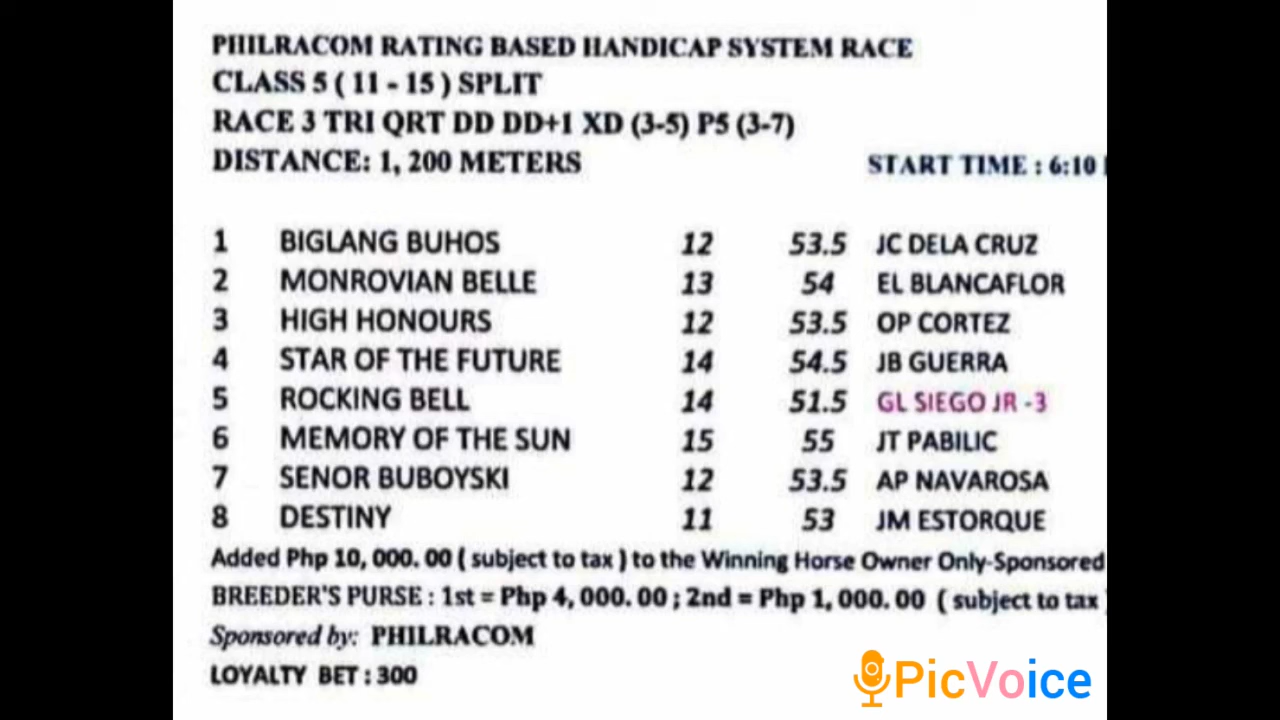 PHILRACOM RATING BASED HANDICAP SYSTEM RACE
CLASS 5 ( 11 - 15 ) SPLIT
RACE 3 TRI QRT DD DD+1 XD (3-5) P5 (3-7)
DISTANCE: 1, 200 METERS START TIME : 6:10
1 BIGLANG BUHOS 12 53.5 JC DELA CRUZ
2 MONROVIAN BELLE 13 54 EL BLANCAFLOR
3 HIGH HONOURS 12 53.5 OP CORTEZ
4 STAR OF THE FUTURE 14 54.5 JB GUERRA
5 ROCKING BELL 14 51.5 GL SIEGO JR -3
6 MEMORY OF THE SUN 15 55 JT PABILIC
7 SENOR BUBOYSKI 12 53.5 AP NAVAROSA
8 DESTINY 11 53 JM ESTORQUE
Added Php 10, 000. 00 ( subject to tax ) to the Winning Horse Owner Only-Sponsored
BREEDER'S PURSE : 1st = Php 4, 000. 00 ; 2nd = Php 1, 000. 00 ( subject to tax )
Sponsored by: PHILRACOM
LOYALTY BET : 300
PicVoice